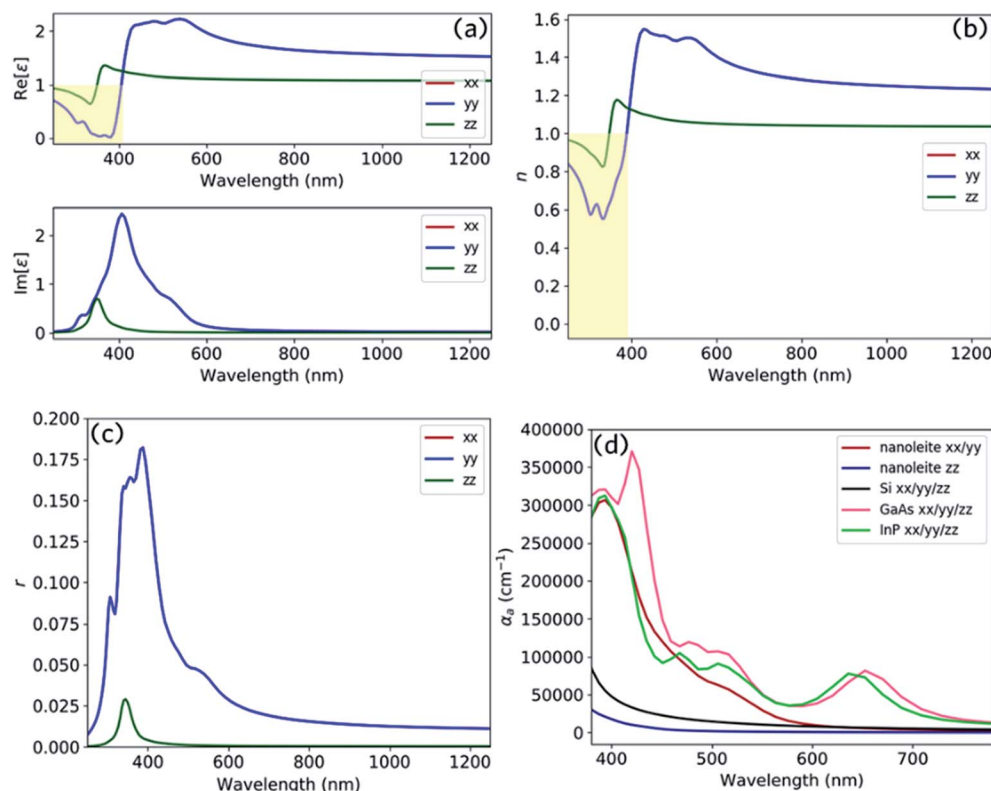 (a)
Re[ε]
2
1
0
xx
yy
zz
400 600 800 1000 1200
Wavelength (nm)
Im[ε]
2
1
0
xx
yy
zz
400 600 800 1000 1200
Wavelength (nm)
(b)
n
1.6
1.4
1.2
1.0
0.8
0.6
0.4
0.2
0.0
xx
yy
zz
400 600 800 1000 1200
Wavelength (nm)
(c)
r
0.200
0.175
0.150
0.125
0.100
0.075
0.050
0.025
0.000
xx
yy
zz
400 600 800 1000 1200
Wavelength (nm)
(d)
αa (cm⁻¹)
400000
350000
300000
250000
200000
150000
100000
50000
0
nanoleite xx/yy
nanoleite zz
Si xx/yy/zz
GaAs xx/yy/zz
InP xx/yy/zz
400 500 600 700
Wavelength (nm)